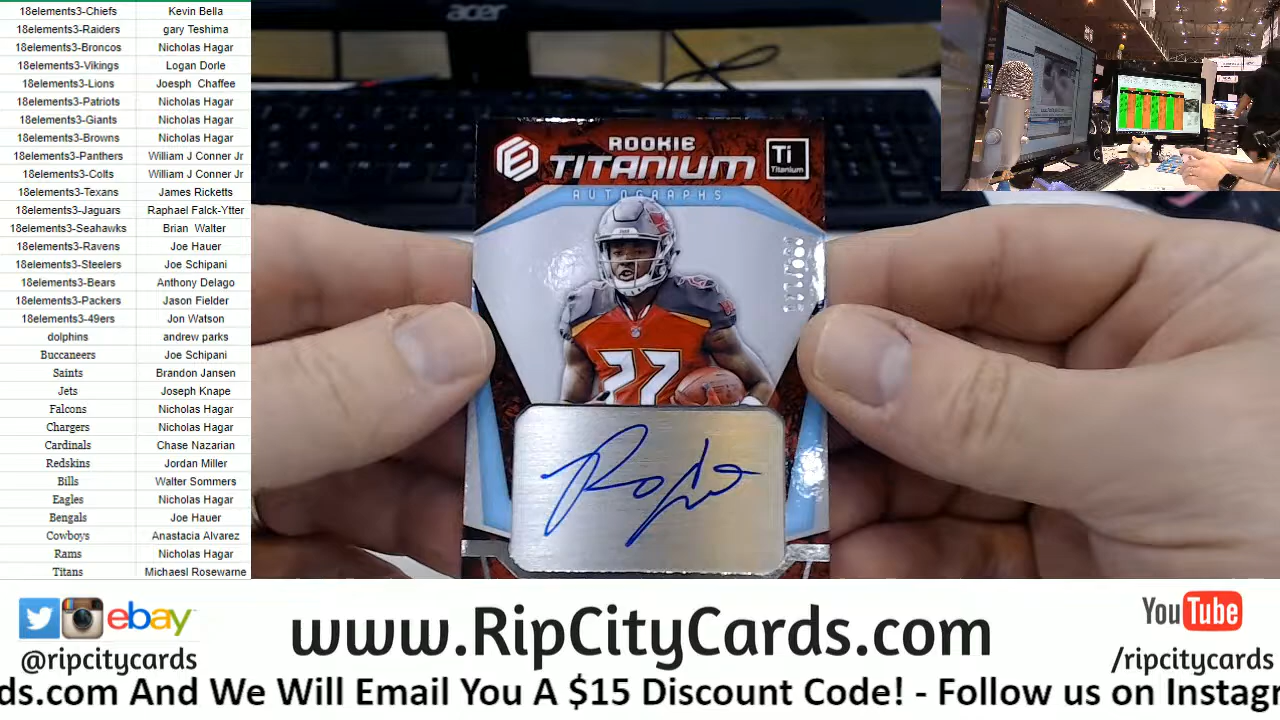 18elements3-Chiefs Kevin Bella
18elements3-Raiders gary Teshima
18elements3-Broncos Nicholas Hagar
18elements3-Vikings Logan Dorle
18elements3-Lions Joesph Chaffee
18elements3-Patriots Nicholas Hagar
18elements3-Giants Nicholas Hagar
18elements3-Browns Nicholas Hagar
18elements3-Panthers William J Conner Jr
18elements3-Colts William J Conner Jr
18elements3-Texans James Ricketts
18elements3-Jaguars Raphael Falck-Ytter
18elements3-Seahawks Brian Walter
18elements3-Ravens Joe Hauer
18elements3-Steelers Joe Schipani
18elements3-Bears Anthony Delago
18elements3-Packers Jason Fielder
18elements3-49ers Jon Watson
dolphins andrew parks
Buccaneers Joe Schipani
Saints Brandon Jansen
Jets Joseph Knape
Falcons Nicholas Hagar
Chargers Nicholas Hagar
Cardinals Chase Nazarian
Redskins Jordan Miller
Bills Walter Sommers
Eagles Nicholas Hagar
Bengals Joe Hauer
Cowboys Anastacia Alvarez
Rams Nicholas Hagar
Titans Michaesl Rosewarne
acer
E
ROOKIE
TITANIUM
Ti
Titanium
AUTOGRAPHS
27
ebay
@ripcitycards
www.RipCityCards.com
YouTube
/ripcitycards
ds.com And We Will Email You A $15 Discount Code! - Follow us on Instagr